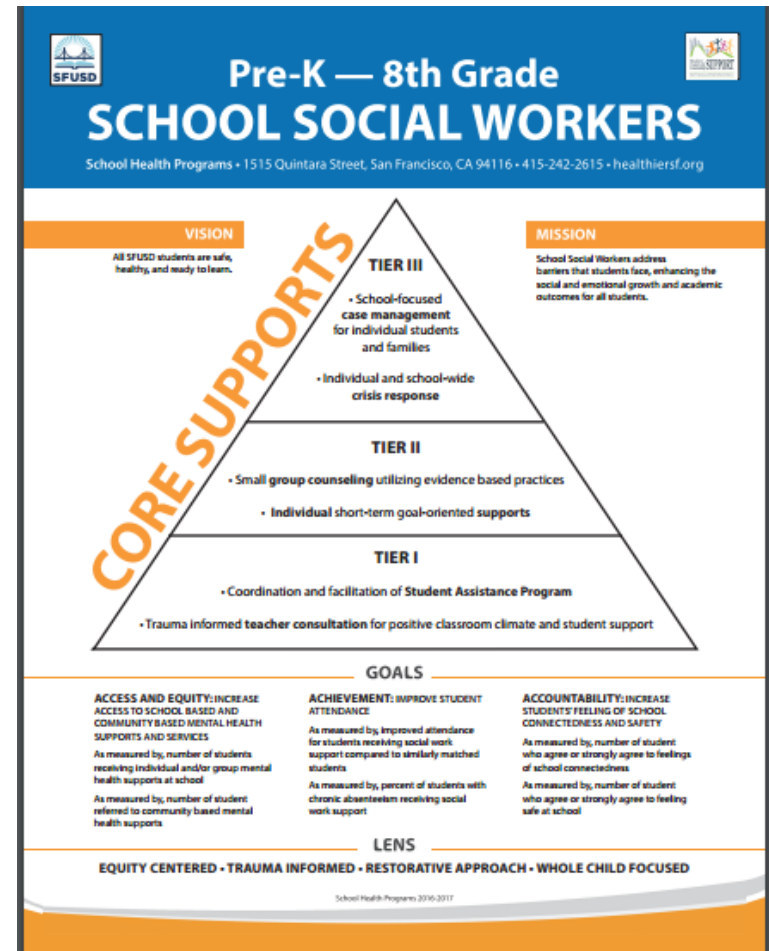 SFUSD
Pre-K — 8th Grade
SCHOOL SOCIAL WORKERS
School Health Programs • 1515 Quintara Street, San Francisco, CA 94116 • 415-242-2615 • healthiersf.org
VISION
All SFUSD students are safe,
healthy, and ready to learn.
MISSION
School Social Workers address
barriers that students face, enhancing the
social and emotional growth and academic
outcomes for all students.
CORE SUPPORTS
TIER III
• School-focused
case management
for individual students
and families
• Individual and school-wide
crisis response
TIER II
• Small group counseling utilizing evidence based practices
• Individual short-term goal-oriented supports
TIER I
• Coordination and facilitation of Student Assistance Program
• Trauma informed teacher consultation for positive classroom climate and student support
GOALS
ACCESS AND EQUITY: INCREASE
ACCESS TO SCHOOL BASED AND
COMMUNITY BASED MENTAL HEALTH
SUPPORTS AND SERVICES
As measured by, number of students
receiving individual and/or group mental
health supports at school
As measured by, number of student
referred to community based mental
health supports
ACHIEVEMENT: IMPROVE STUDENT
ATTENDANCE
As measured by, improved attendance
for students receiving social work
support compared to similarly matched
students
As measured by, percent of students with
chronic absenteeism receiving social
work support
ACCOUNTABILITY: INCREASE
STUDENTS' FEELING OF SCHOOL
CONNECTEDNESS AND SAFETY
As measured by, number of student
who agree or strongly agree to feelings
of school connectedness
As measured by, number of student
who agree or strongly agree to feeling
safe at school
LENS
EQUITY CENTERED • TRAUMA INFORMED • RESTORATIVE APPROACH • WHOLE CHILD FOCUSED
School Health Programs 2016-2017